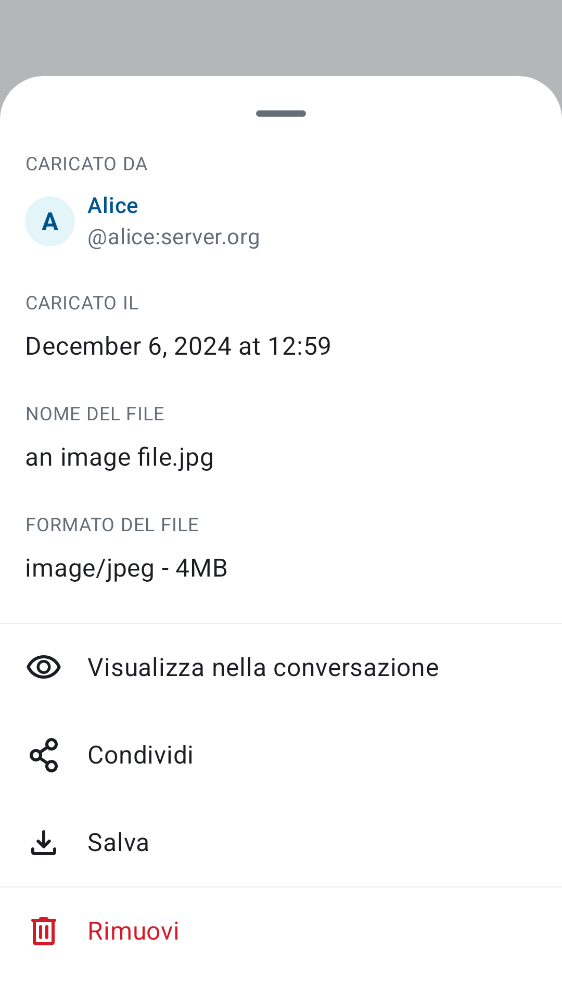 CARICATO DA
A
Alice
@alice:server.org
CARICATO IL
December 6, 2024 at 12:59
NOME DEL FILE
an image file.jpg
FORMATO DEL FILE
image/jpeg - 4MB
Visualizza nella conversazione
Condividi
Salva
Rimuovi